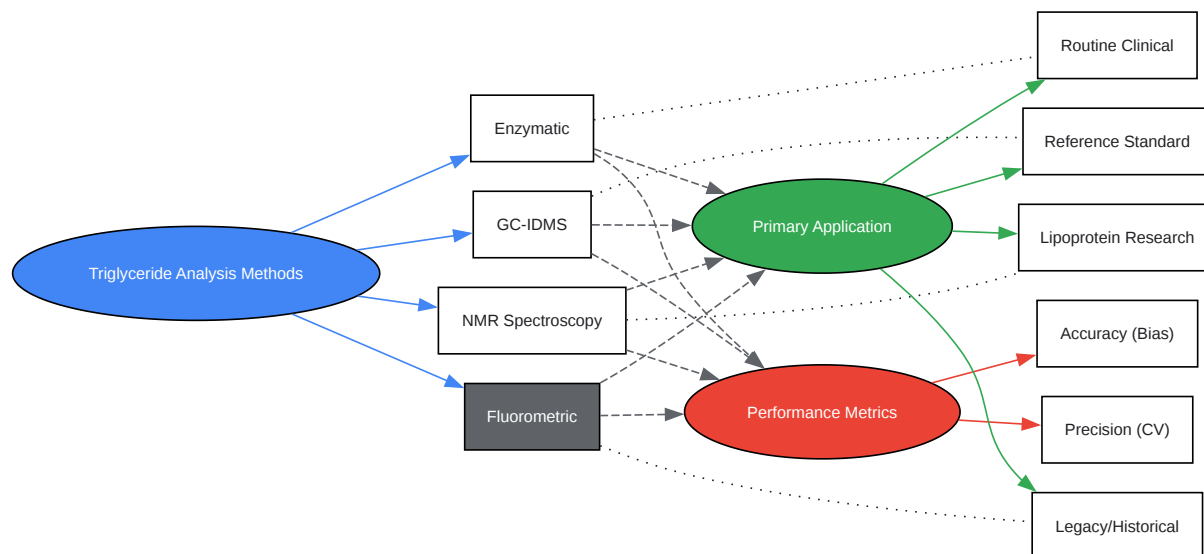 Triglyceride Analysis Methods
Enzymatic
GC-IDMS
NMR Spectroscopy
Fluorometric
Primary Application
Performance Metrics
Routine Clinical
Reference Standard
Lipoprotein Research
Accuracy (Bias)
Precision (CV)
Legacy/Historical